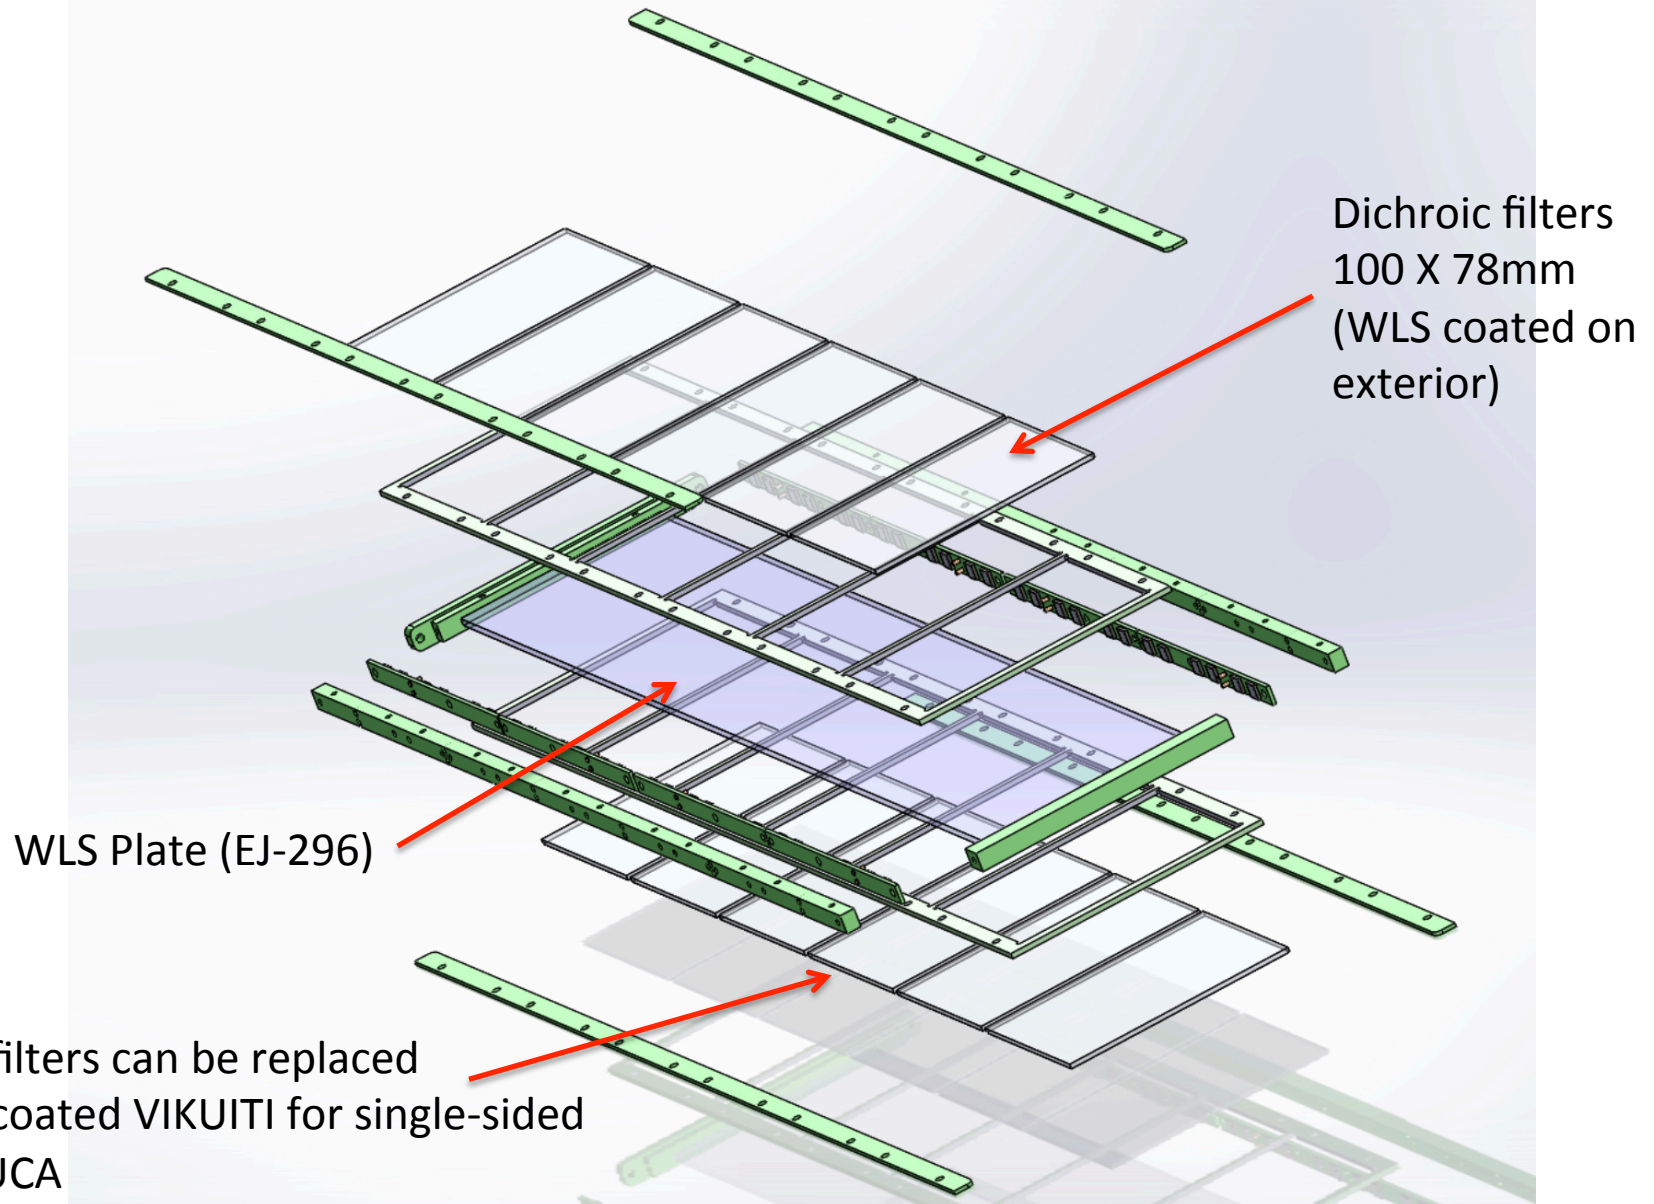 Dichroic filters
100 X 78mm
(WLS coated on
exterior)
WLS Plate (EJ-296)
filters can be replaced
coated VIKUITI for single-sided
UCA